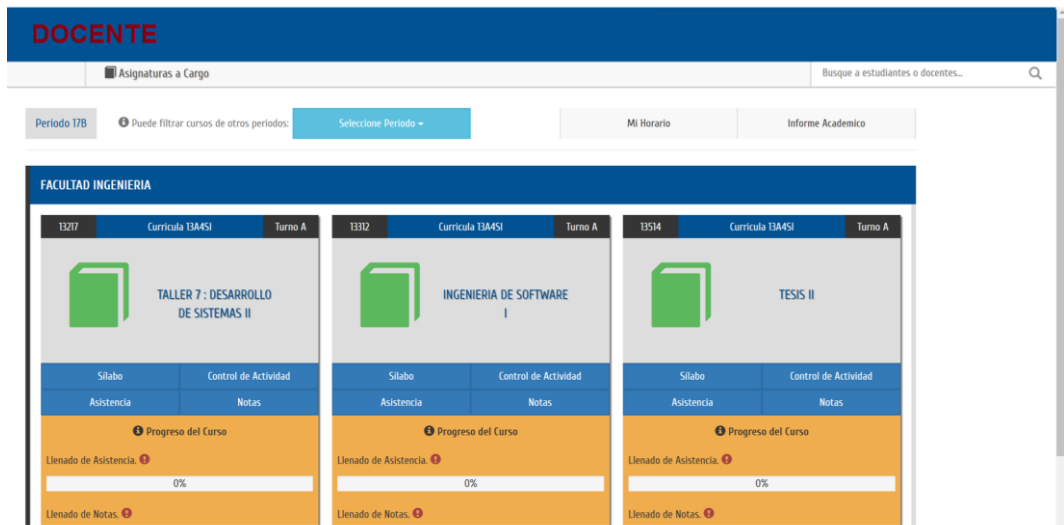 DOCENTE
Asignaturas a Cargo
Busque a estudiantes o docentes...
Periodo 17B
Puede filtrar cursos de otros periodos:
Seleccione Periodo
Mi Horario
Informe Academico
FACULTAD INGENIERIA
13217 Curricula 13A4SI Turno A
TALLER 7 : DESARROLLO
DE SISTEMAS II
Sílabo Control de Actividad
Asistencia Notas
Progreso del Curso
Llenado de Asistencia.
0%
Llenado de Notas.
13312 Curricula 13A4SI Turno A
INGENIERIA DE SOFTWARE
I
Sílabo Control de Actividad
Asistencia Notas
Progreso del Curso
Llenado de Asistencia.
0%
Llenado de Notas.
13514 Curricula 13A4SI Turno A
TESIS II
Sílabo Control de Actividad
Asistencia Notas
Progreso del Curso
Llenado de Asistencia.
0%
Llenado de Notas.